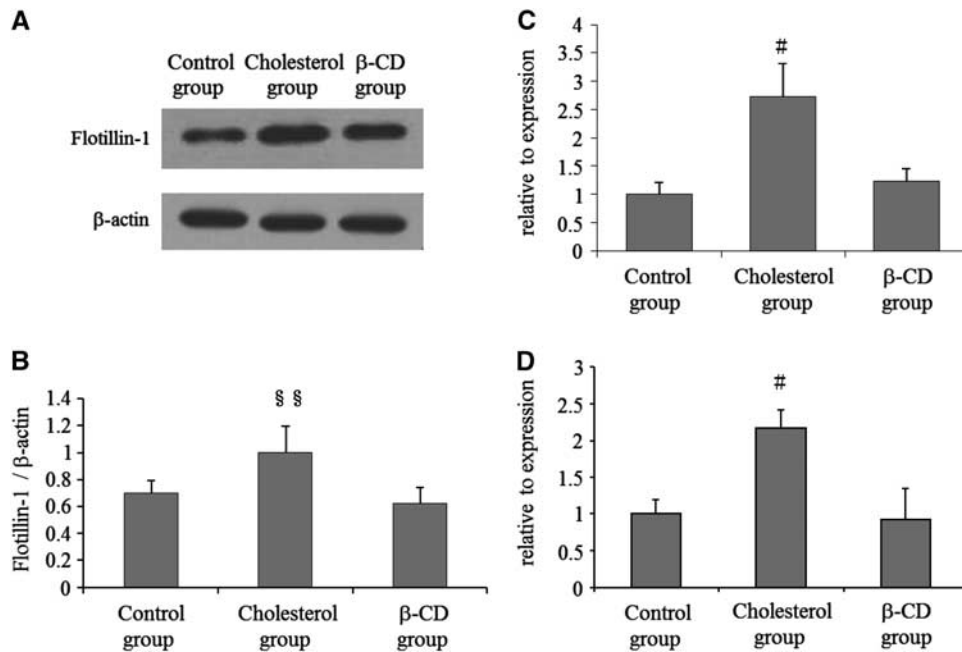 A
Control Cholesterol β-CD
group group group
Flotillin-1
β-actin
B
Flotillin-1 / β-actin
1.4
1.2
1
0.8
0.6
0.4
0.2
0
§ §
Control Cholesterol β-CD
group group group
C
relative to expression
4
3.5
3
2.5
2
1.5
1
0.5
0
#
Control Cholesterol β-CD
group group group
D
relative to expression
3
2.5
2
1.5
1
0.5
0
#
Control Cholesterol β-CD
group group group